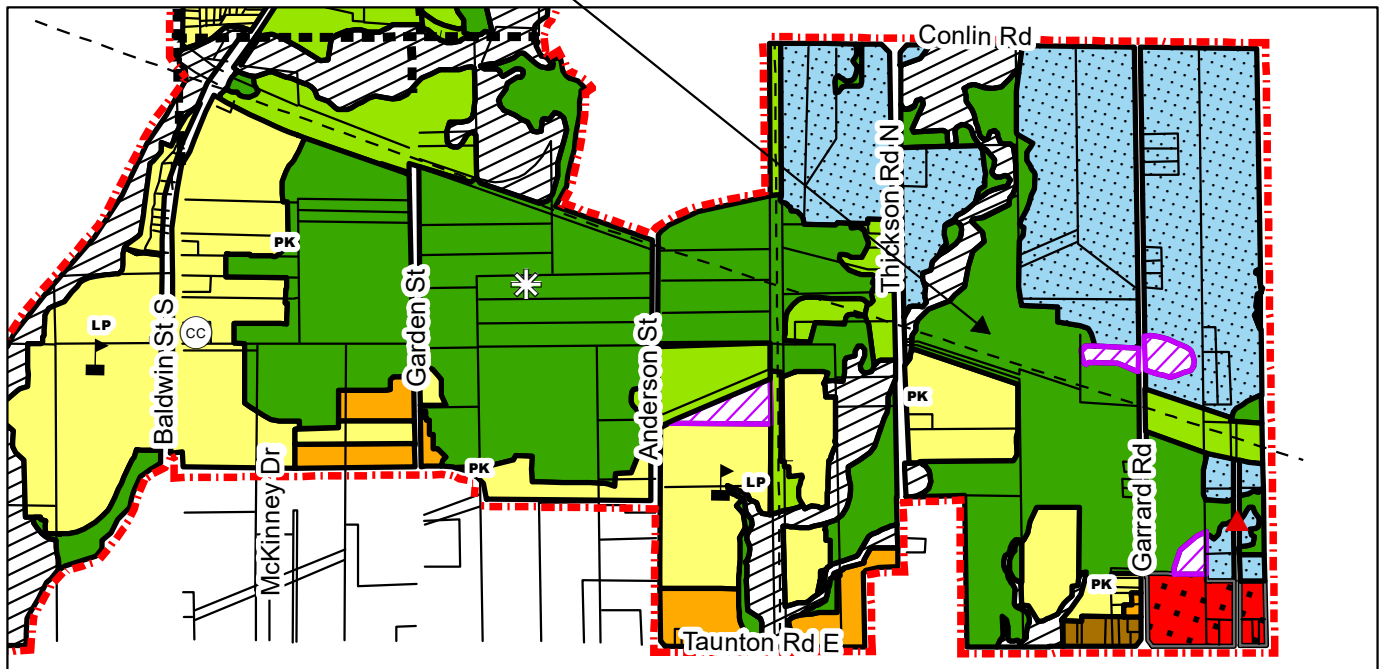 Conlin Rd
Thickson Rd N
PK
Garden St
Baldwin St S
LP
CC
Anderson St
PK
PK
McKinney Dr
LP
Garrard Rd
PK
Taunton Rd E